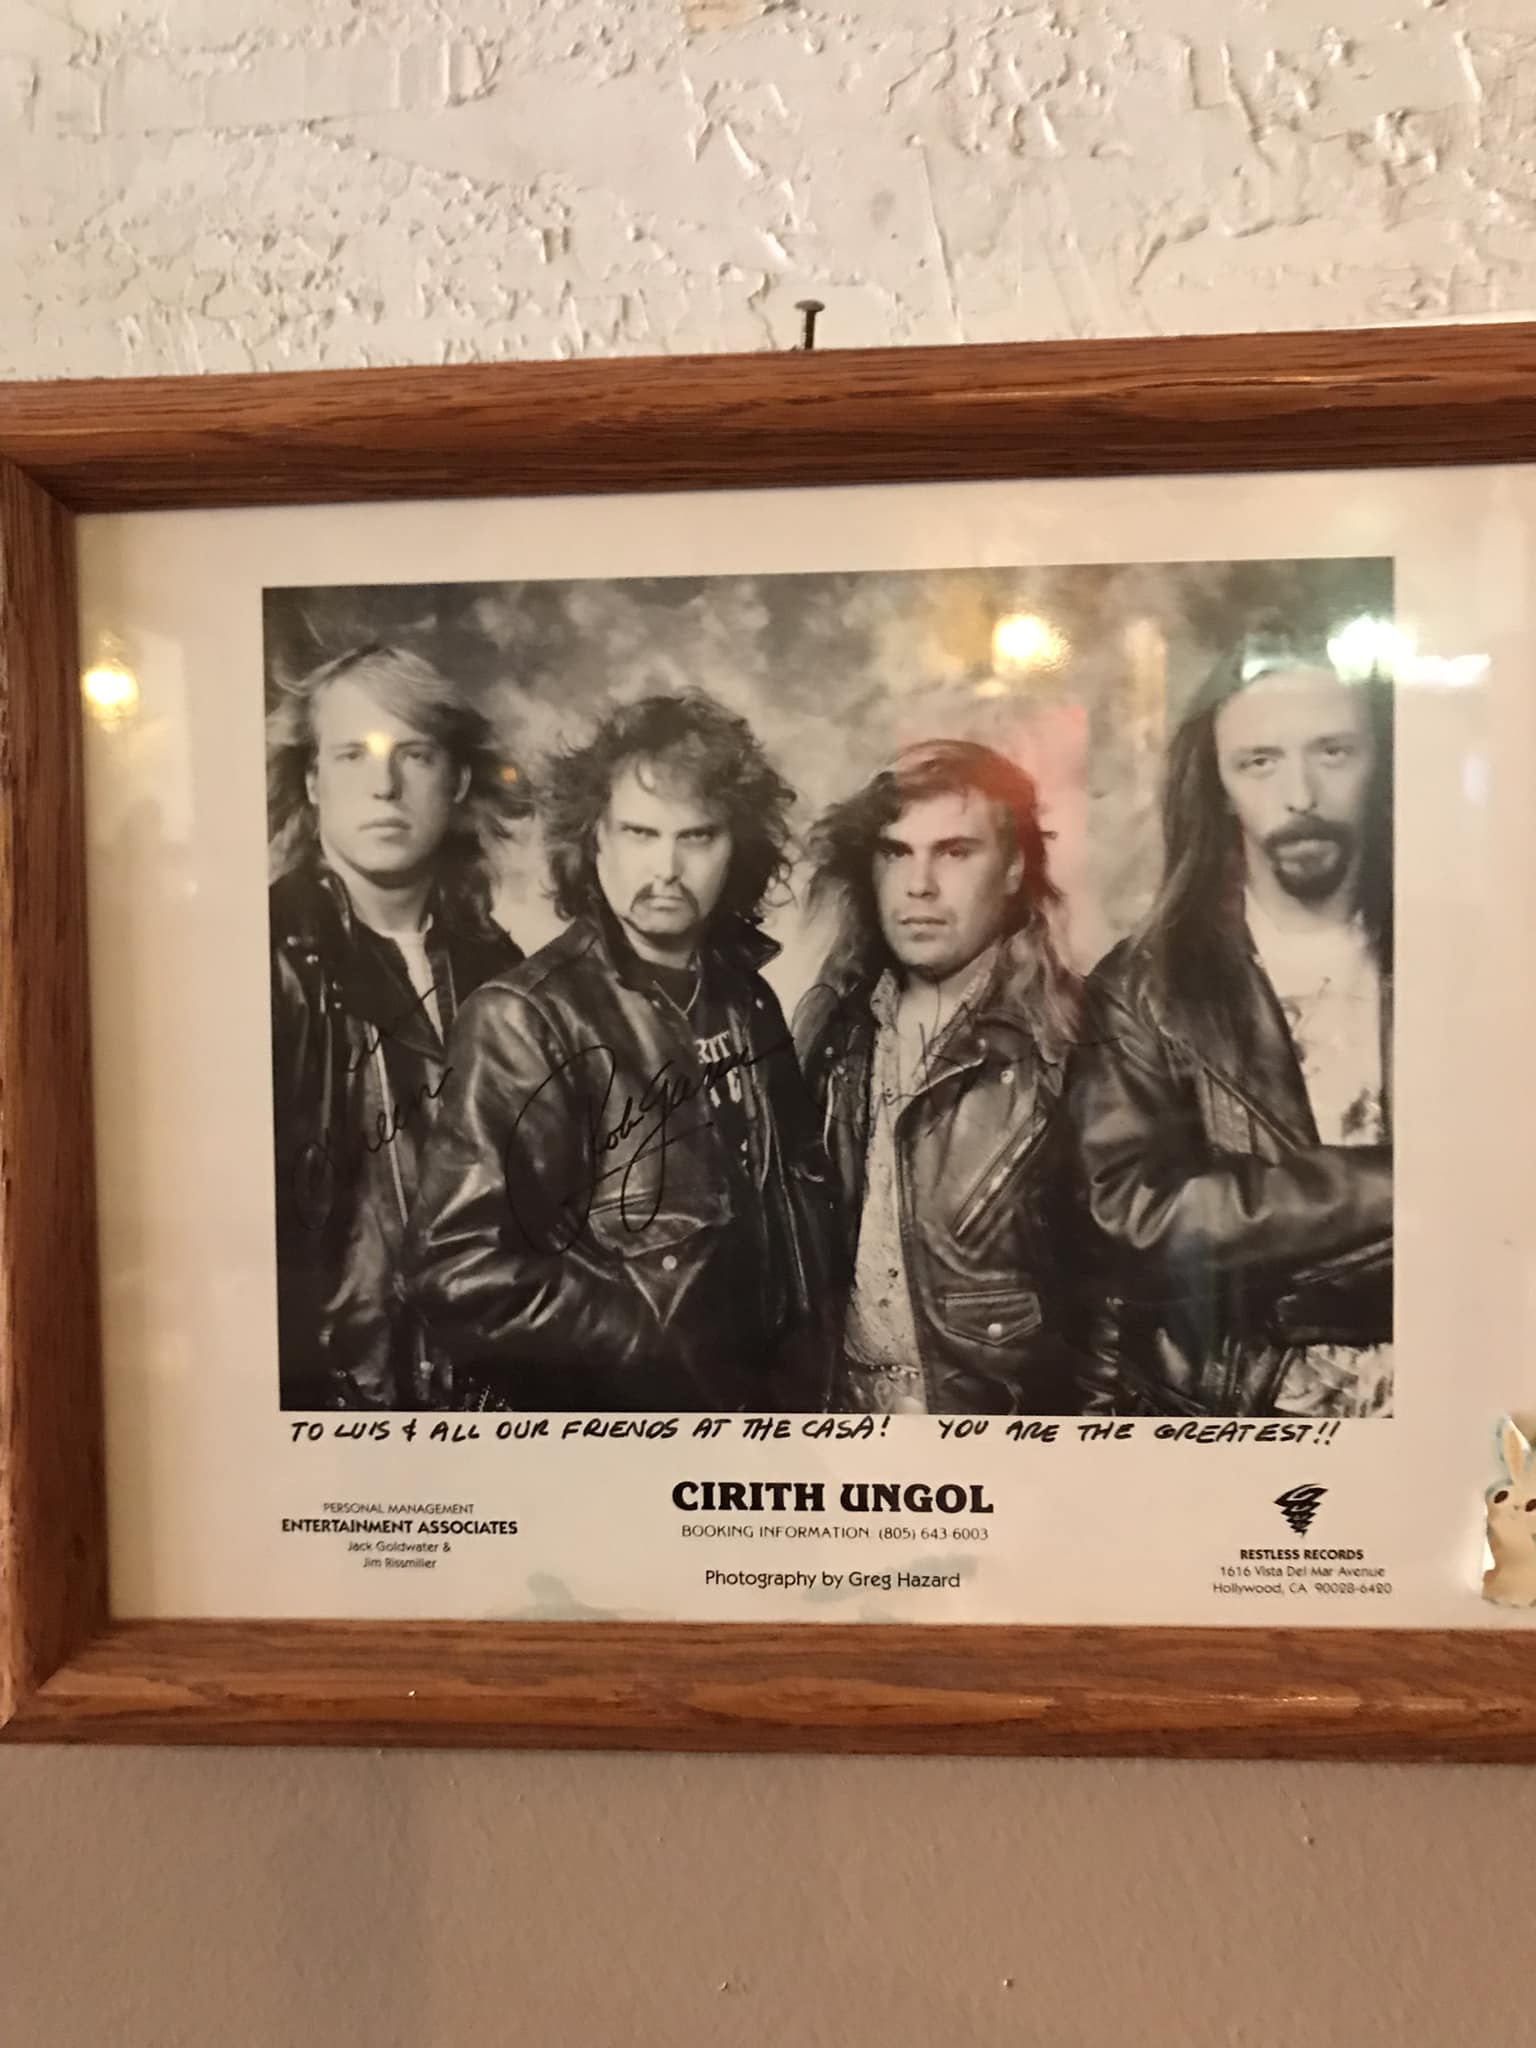 TO LUIS & ALL OUR FRIENDS AT THE CASA! YOU ARE THE GREATEST!!
PERSONAL MANAGEMENT
ENTERTAINMENT ASSOCIATES
Jack Goldwater &
Jim Rissmiller
CIRITH UNGOL
BOOKING INFORMATION (805) 643 6003
Photography by Greg Hazard
RESTLESS RECORDS
1616 Vista Del Mar Avenue
Hollywood, CA 90028-6420